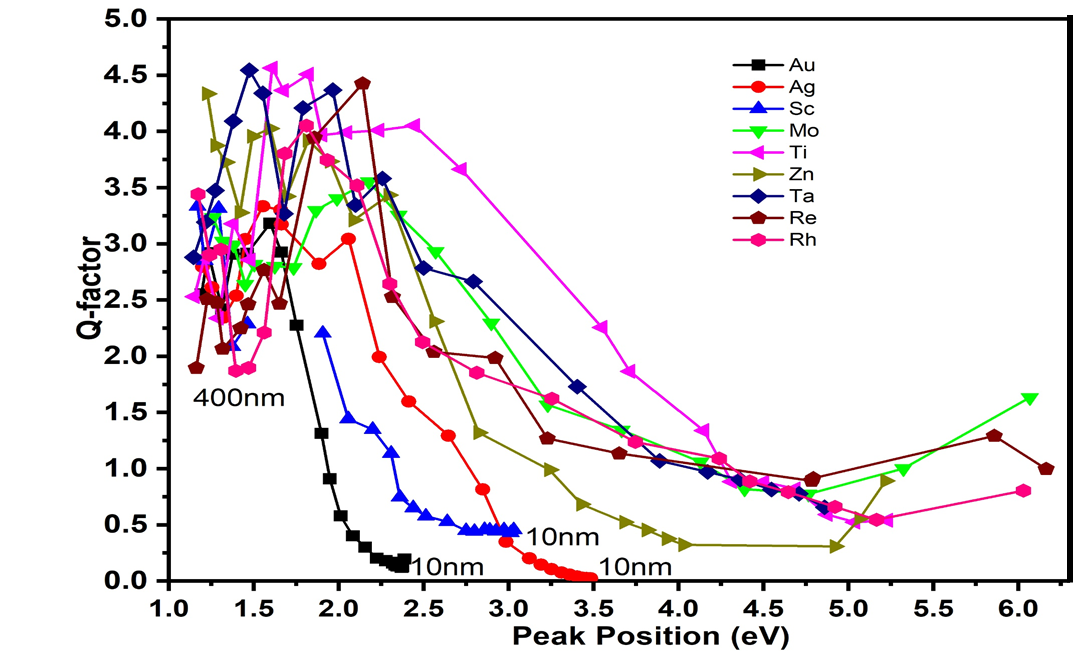 5.0
4.5
4.0
3.5
3.0
2.5
2.0
1.5
1.0
0.5
0.0
Q-factor
Au
Ag
Sc
Mo
Ti
Zn
Ta
Re
Rh
400nm
10nm
10nm
10nm
1.0 1.5 2.0 2.5 3.0 3.5 4.0 4.5 5.0 5.5 6.0
Peak Position (eV)